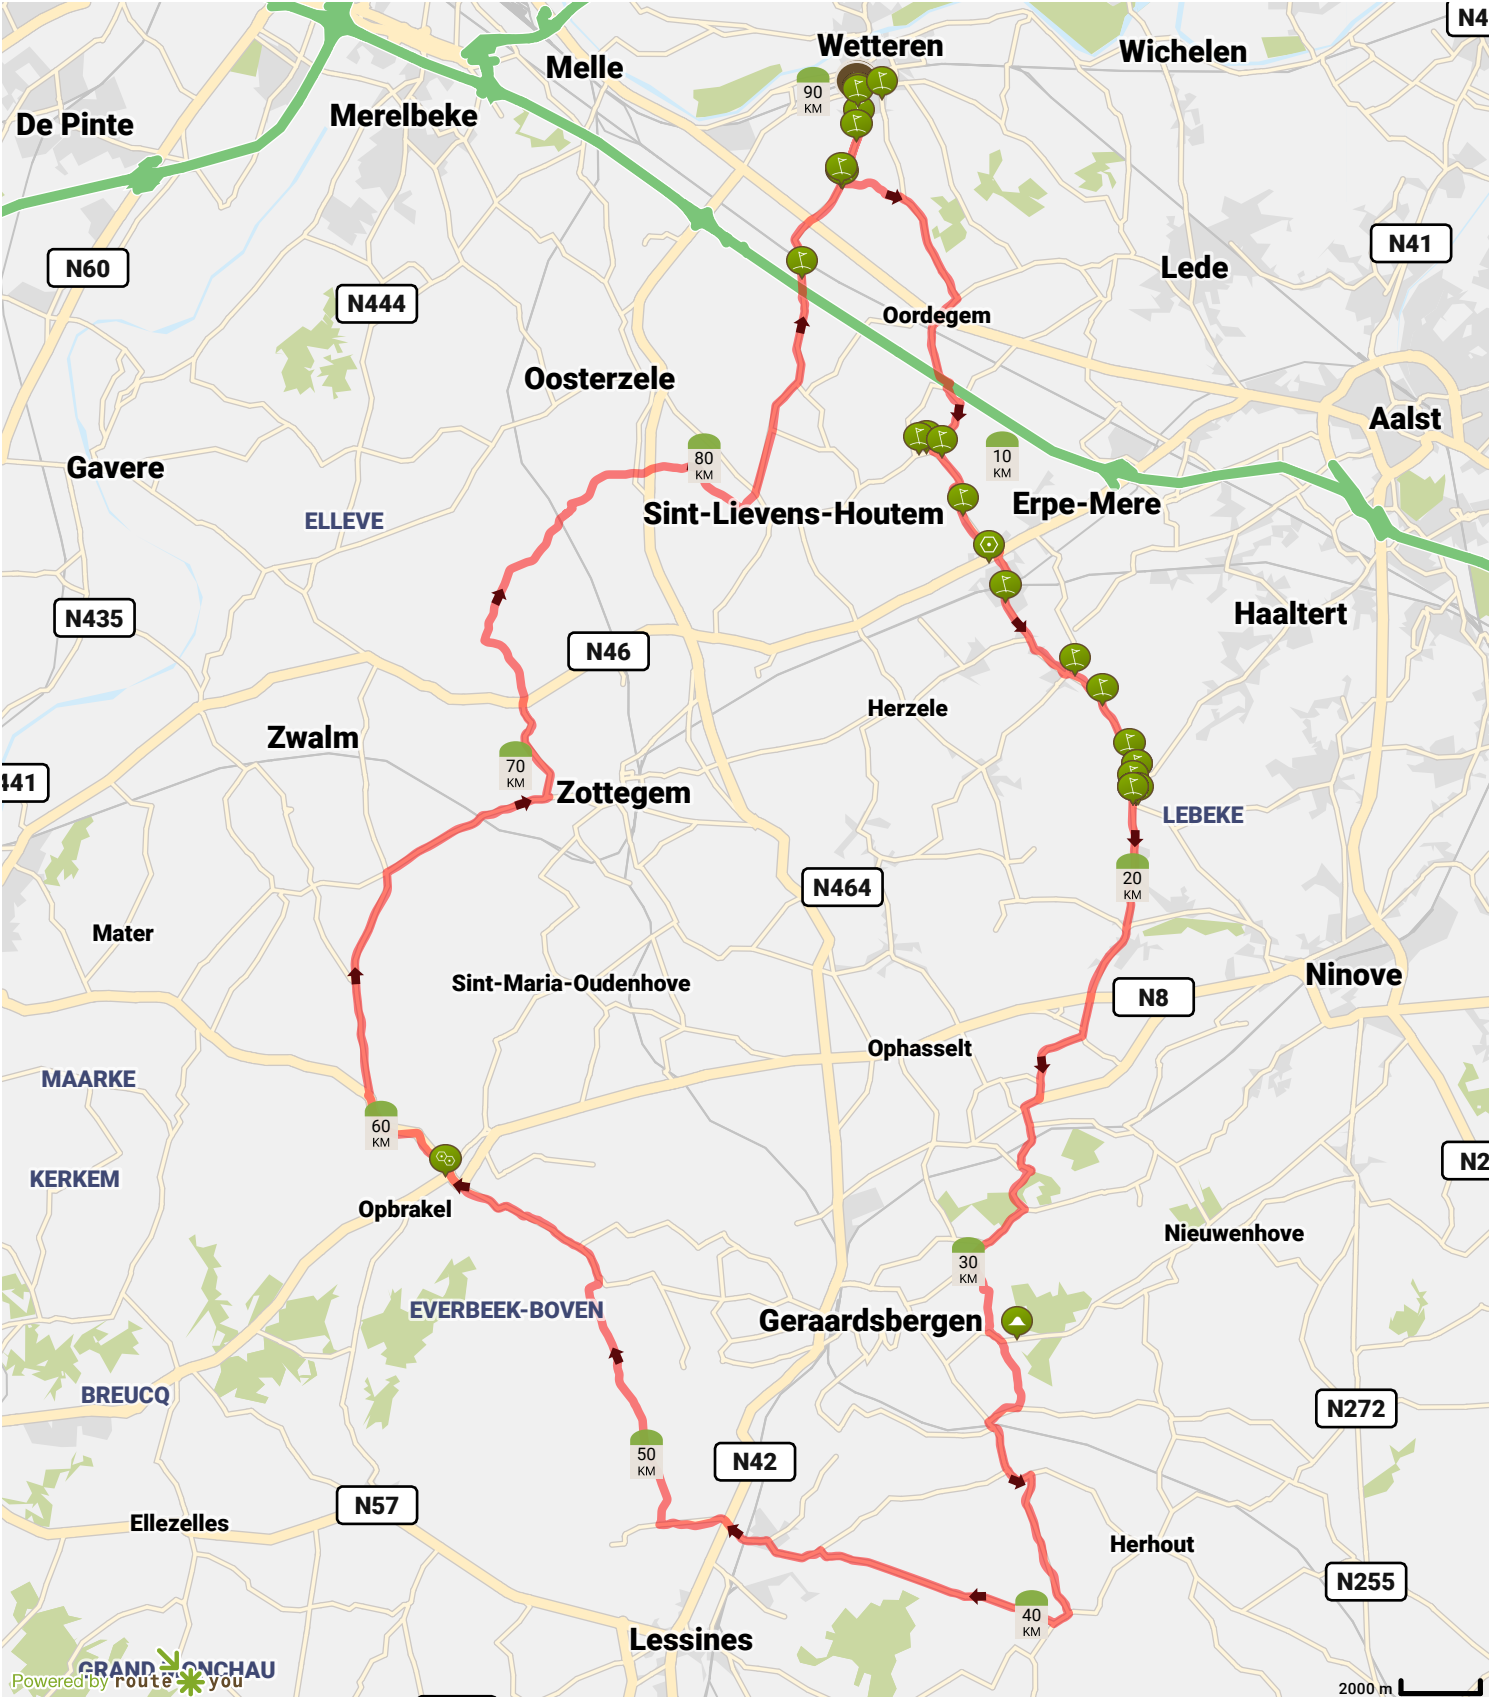 N4
Wetteren
Wichelen
Melle
90
KM
Merelbeke
De Pinte
N41
N60
Lede
N444
Oordegem
Oosterzele
Aalst
80
KM
10
KM
Gavere
Erpe-Mere
Sint-Lievens-Houtem
ELLEVE
N435
Haaltert
N46
Herzele
Zwalm
70
KM
441
Zottegem
LEBEKE
20
KM
N464
Mater
Ninove
Sint-Maria-Oudenhove
N8
Ophasselt
MAARKE
60
KM
N2
KERKEM
Opbrakel
Nieuwenhove
30
KM
EVERBEEK-BOVEN
Geraardsbergen
BREUCQ
N272
50
KM
N42
N57
Ellezelles
Herhout
N255
40
KM
Lessines
GRAND MONCHAU
Powered by route you
2000 m